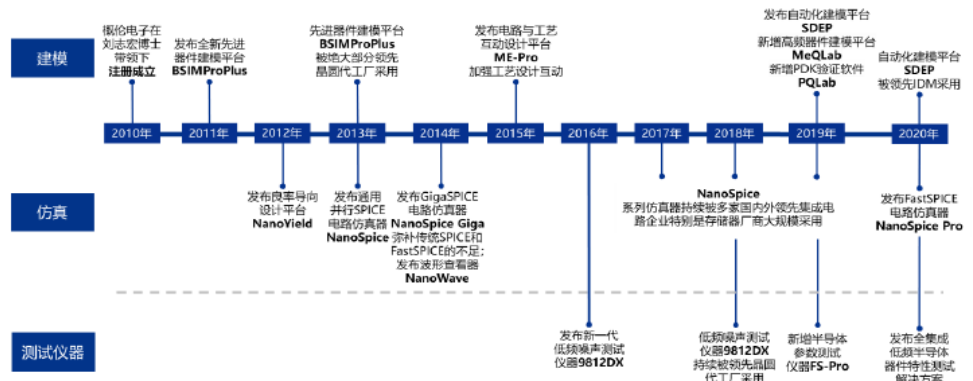 建模
概伦电子在
刘志宏博士
带领下
注册成立
发布全新先进
器件建模平台
BSIMProPlus
先进器件建模平台
BSIMProPlus
被绝大部分领先
晶圆代工厂采用
发布电路与工艺
互动设计平台
ME-Pro
加强工艺设计互动
发布自动化建模平台
SDEP
新增高频器件建模平台
MeQLab
新增PDK验证软件
PQLab
自动化建模平台
SDEP
被领先IDM采用
2010年
2011年
2012年
2013年
2014年
2015年
2016年
2017年
2018年
2019年
2020年
仿真
发布良率导向
设计平台
NanoYield
发布通用
并行SPICE
电路仿真器
NanoSpice
发布GigaSPICE
电路仿真器
NanoSpice Giga
弥补传统SPICE和
FastSPICE的不足;
发布波形查看器
NanoWave
NanoSpice
系列仿真器持续被多家国内外领先集成电
路企业特别是存储器厂商大规模采用
发布FastSPICE
电路仿真器
NanoSpice Pro
测试仪器
发布新一代
低频噪声测试
仪器9812DX
低频噪声测试
仪器9812DX
持续被领先晶圆
代工厂采用
新增半导体
参数测试
仪器FS-Pro
发布全集成
低频半导体
器件特性测试
解决方案